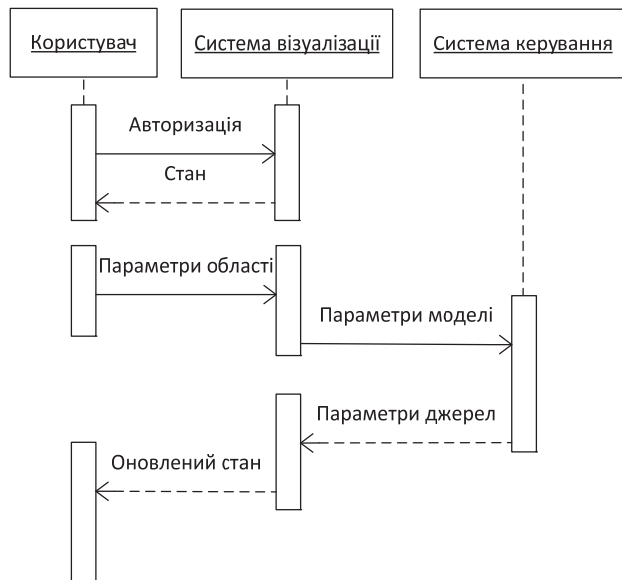 Користувач
Система візуалізації
Система керування
Авторизація
Стан
Параметри області
Параметри моделі
Параметри джерел
Оновлений стан